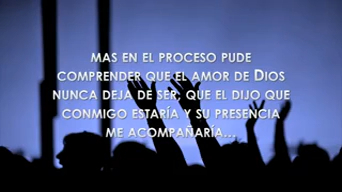 MAS EN EL PROCESO PUDE
COMPRENDER QUE EL AMOR DE DIOS
NUNCA DEJA DE SER; QUE EL DIJO QUE
CONMIGO ESTARÍA Y SU PRESENCIA
ME ACOMPAÑARÍA...